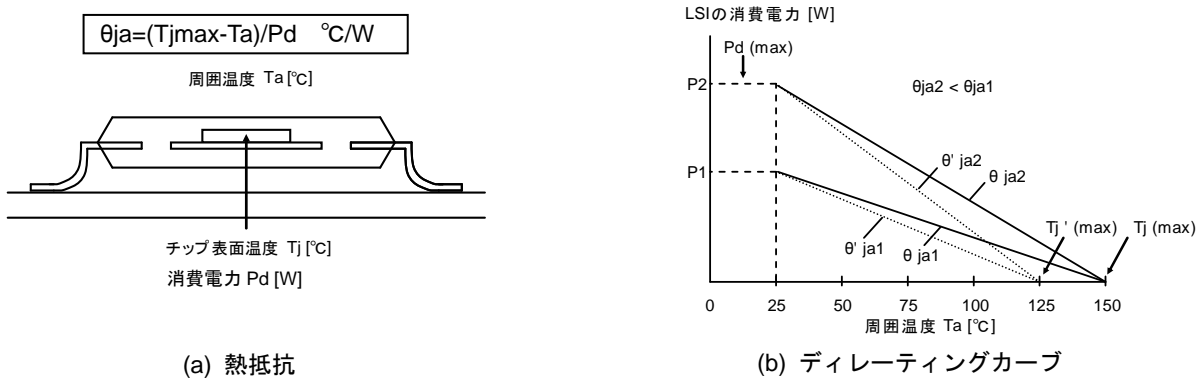 θja=(Tjmax-Ta)/Pd ℃/W
周囲温度 Ta [℃]
チップ表面温度 Tj [℃]
消費電力 Pd [W]
(a) 熱抵抗
LSIの消費電力 [W]
Pd (max)
P2
θja2 < θja1
P1
θ' ja2
θ ja2
θ' ja1
θ ja1
Tj ' (max)
Tj (max)
0 25 50 75 100 125 150
周囲温度 Ta [℃]
(b) ディレーティングカーブ